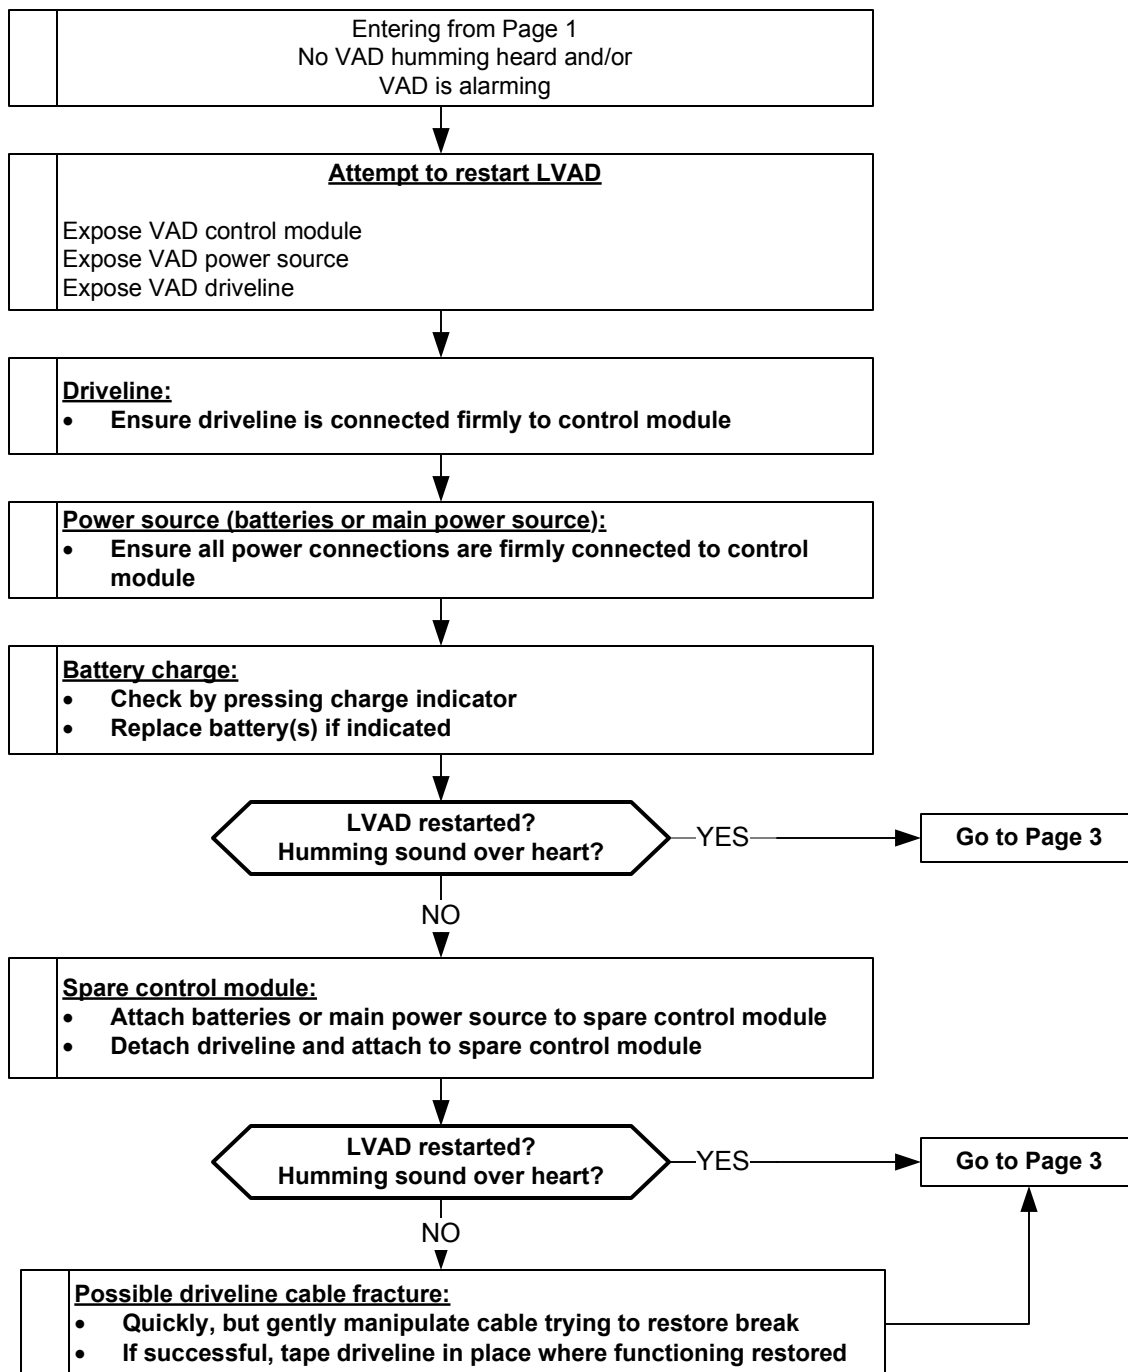 Entering from Page 1
No VAD humming heard and/or
VAD is alarming
Attempt to restart LVAD
Expose VAD control module
Expose VAD power source
Expose VAD driveline
Driveline:
• Ensure driveline is connected firmly to control module
Power source (batteries or main power source):
• Ensure all power connections are firmly connected to control
module
Battery charge:
• Check by pressing charge indicator
• Replace battery(s) if indicated
LVAD restarted?
Humming sound over heart?
YES
Go to Page 3
NO
Spare control module:
• Attach batteries or main power source to spare control module
• Detach driveline and attach to spare control module
LVAD restarted?
Humming sound over heart?
YES
Go to Page 3
NO
Possible driveline cable fracture:
• Quickly, but gently manipulate cable trying to restore break
• If successful, tape driveline in place where functioning restored